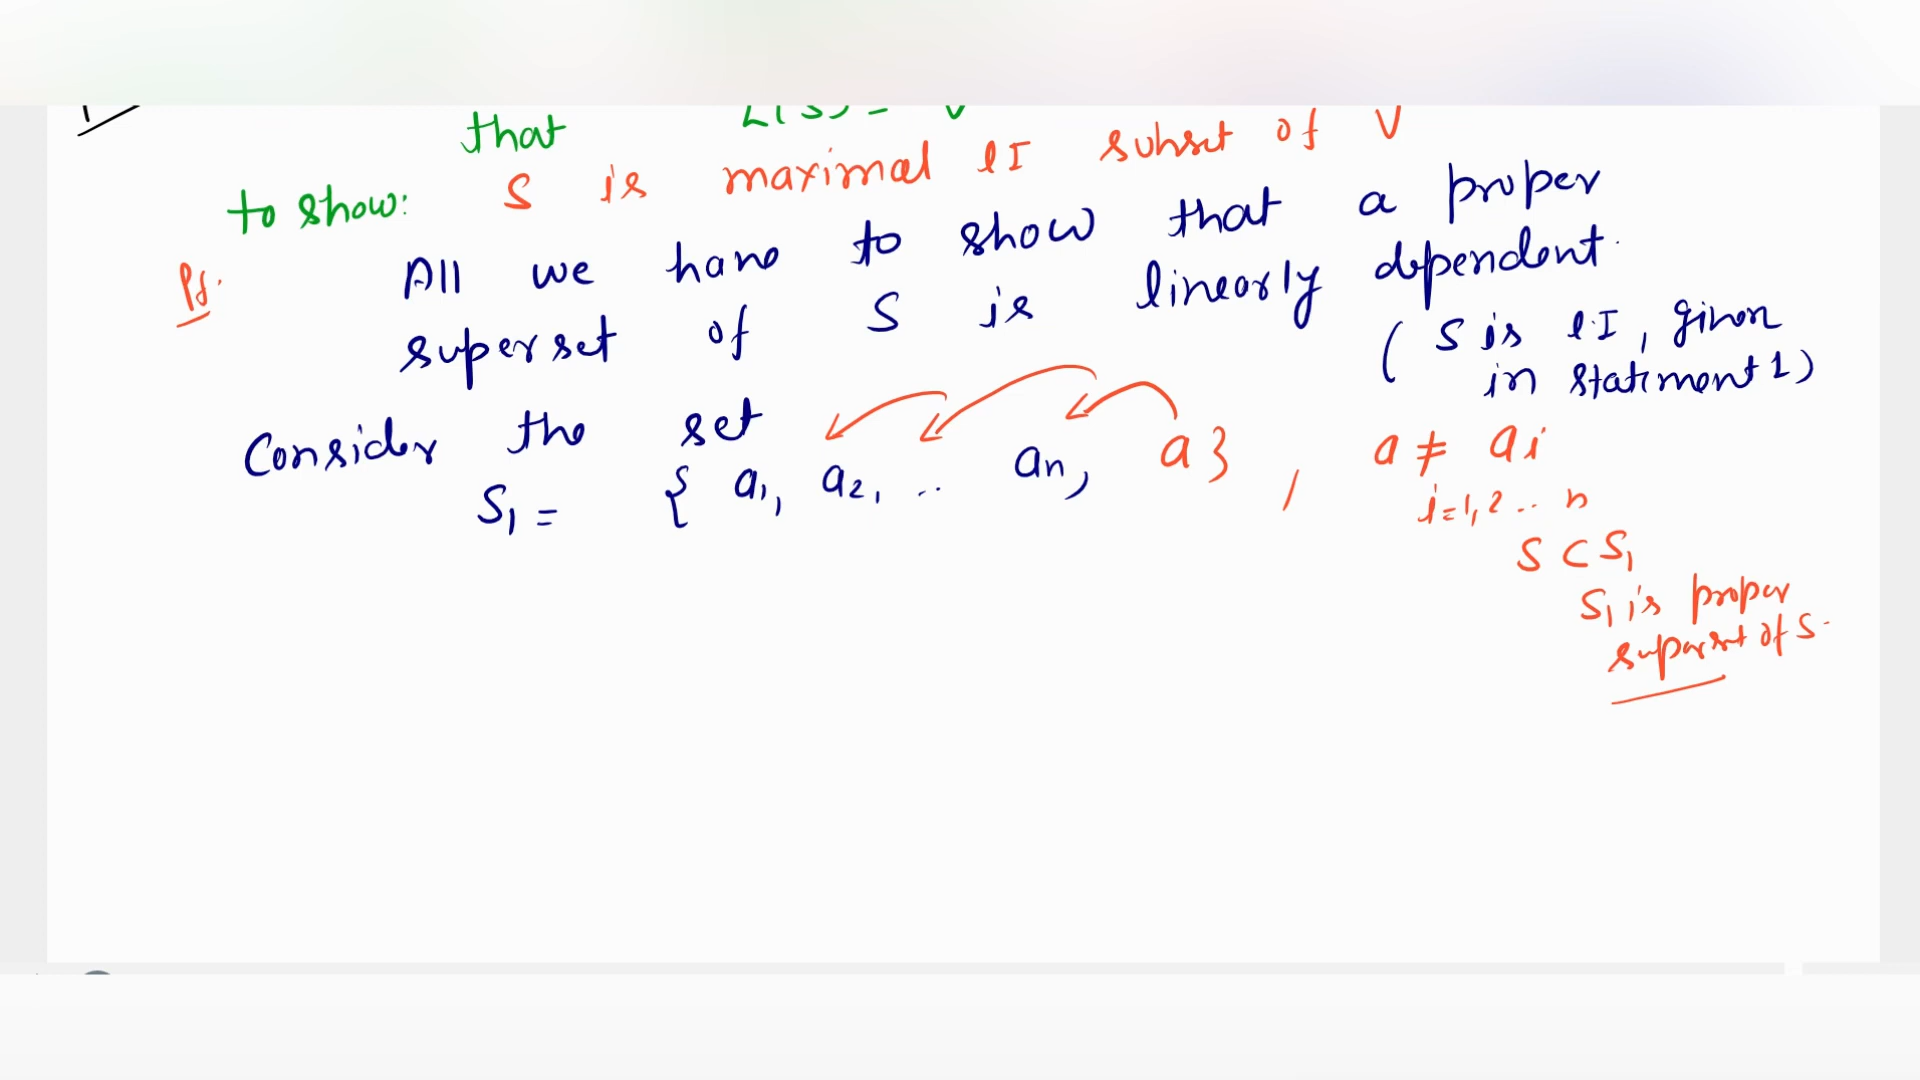 that L(S) = V
to show: S is maximal lI subset of V
Pf. All we have to show that a proper
superset of S is linearly dependent.
( S is l.I, given
in statement 1)
Consider the set
S1 = { a1, a2, .. an, a } , a ≠ ai
i=1,2 .. n
S ⊂ S1
S1 is proper
superset of S.